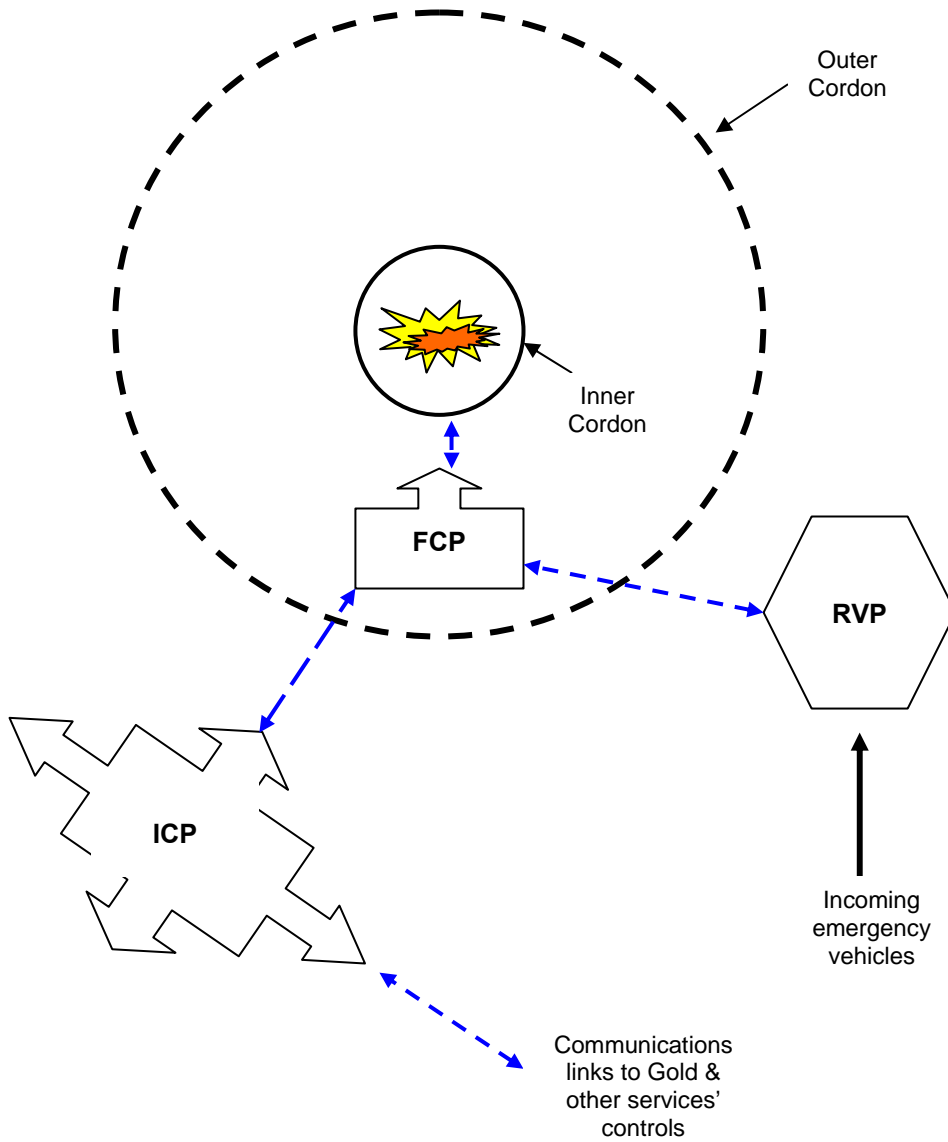 Outer
Cordon
Inner
Cordon
FCP
RVP
ICP
Incoming
emergency
vehicles
Communications
links to Gold &
other services’
controls